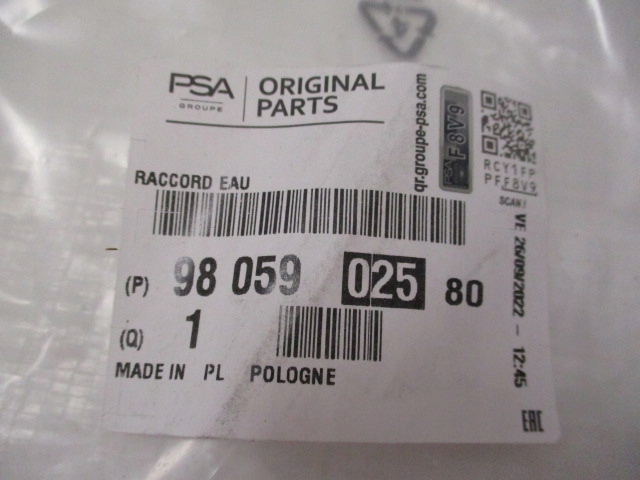 PSA
GROUPE
ORIGINAL
PARTS
qr.groupe-psa.com
PSA F8V9
RCY1FP
PFF8V9
SCAN !
RACCORD EAU
(P) 98 059 025 80
(Q) 1
MADE IN PL POLOGNE
VE 26/09/2022 - 12:45
EAC